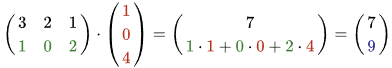 (3 2 1
1 0 2) · (1
0
4) = (7
1 · 1 + 0 · 0 + 2 · 4) = (7
9)